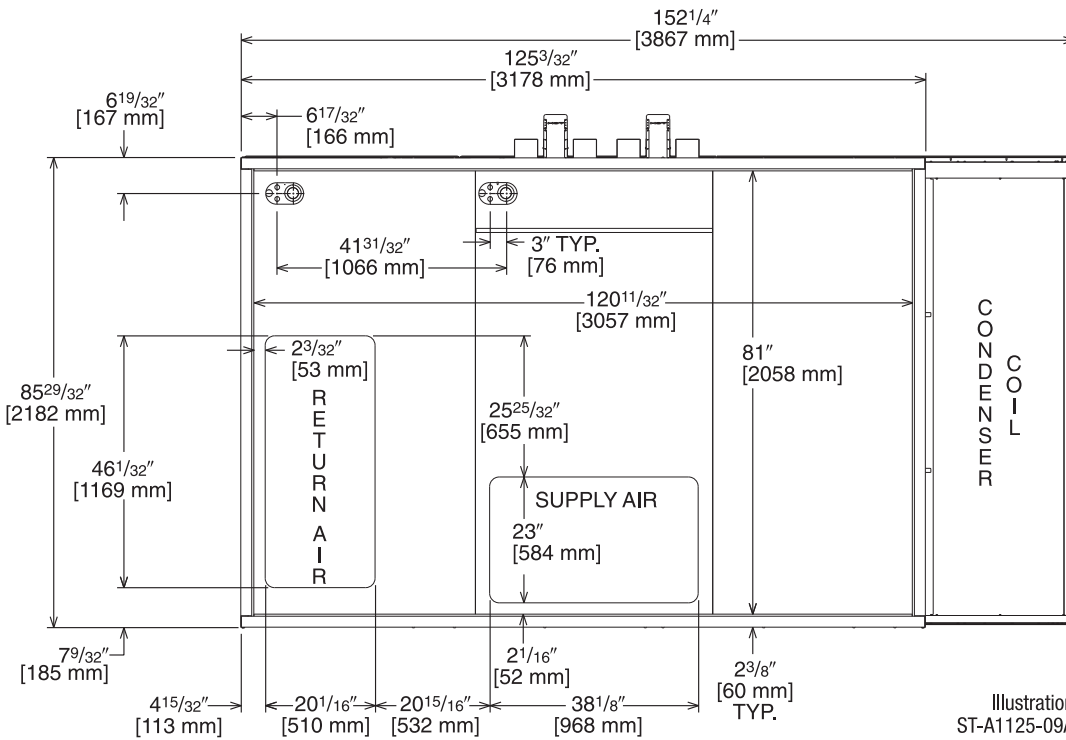 152 1/4″
[3867 mm]
125 3/32″
[3178 mm]
6 19/32″
[167 mm]
6 17/32″
[166 mm]
41 31/32″
[1066 mm]
3″ TYP.
[76 mm]
120 11/32″
[3057 mm]
2 3/32″
[53 mm]
81″
[2058 mm]
85 29/32″
[2182 mm]
25 25/32″
[655 mm]
46 1/32″
[1169 mm]
RETURN AIR
SUPPLY AIR
23″
[584 mm]
CONDENSER
COIL
7 9/32″
[185 mm]
2 1/16″
[52 mm]
2 3/8″
[60 mm]
TYP.
4 15/32″
[113 mm]
20 1/16″
[510 mm]
20 15/16″
[532 mm]
38 1/8″
[968 mm]
Illustration
ST-A1125-09